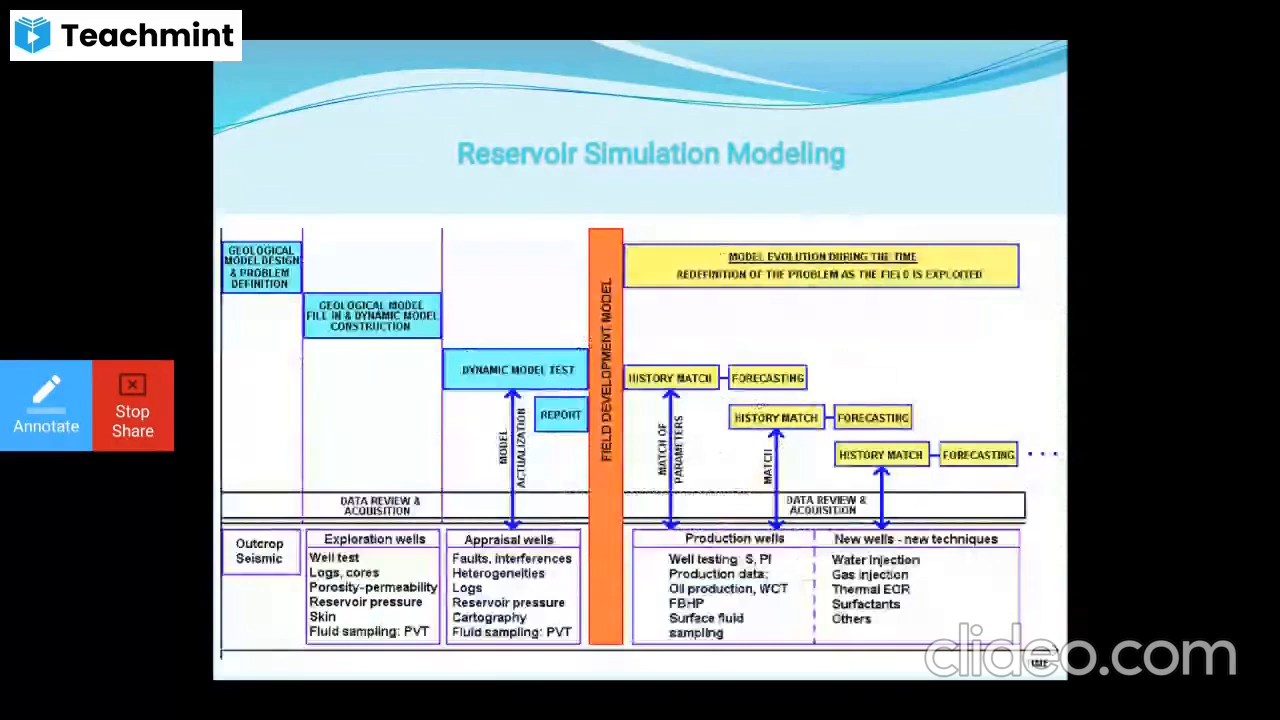 Teachmint
Reservoir Simulation Modeling
GEOLOGICAL
MODEL DESIGN
& PROBLEM
DEFINITION
GEOLOGICAL MODEL
FILL IN & DYNAMIC MODEL
CONSTRUCTION
DYNAMIC MODEL TEST
REPORT
MODEL
ACTUALIZATION
FIELD DEVELOPMENT MODEL
MODEL EVOLUTION DURING THE TIME
REDEFINITION OF THE PROBLEM AS THE FIELD IS EXPLOITED
HISTORY MATCH
FORECASTING
HISTORY MATCH
FORECASTING
HISTORY MATCH
FORECASTING
. . .
MATCH OF
PARAMETERS
MATCH
Annotate
Stop
Share
DATA REVIEW &
ACQUISITION
DATA REVIEW &
ACQUISITION
Outcrop
Seismic
Exploration wells
Well test
Logs, cores
Porosity-permeability
Reservoir pressure
Skin
Fluid sampling: PVT
Appraisal wells
Faults, interferences
Heterogeneities
Logs
Reservoir pressure
Cartography
Fluid sampling: PVT
Production wells
Well testing S, PI
Production data:
Oil production, WCT
FBHP
Surface fluid
sampling
New wells - new techniques
Water injection
Gas injection
Thermal EOR
Surfactants
Others
clideo.com